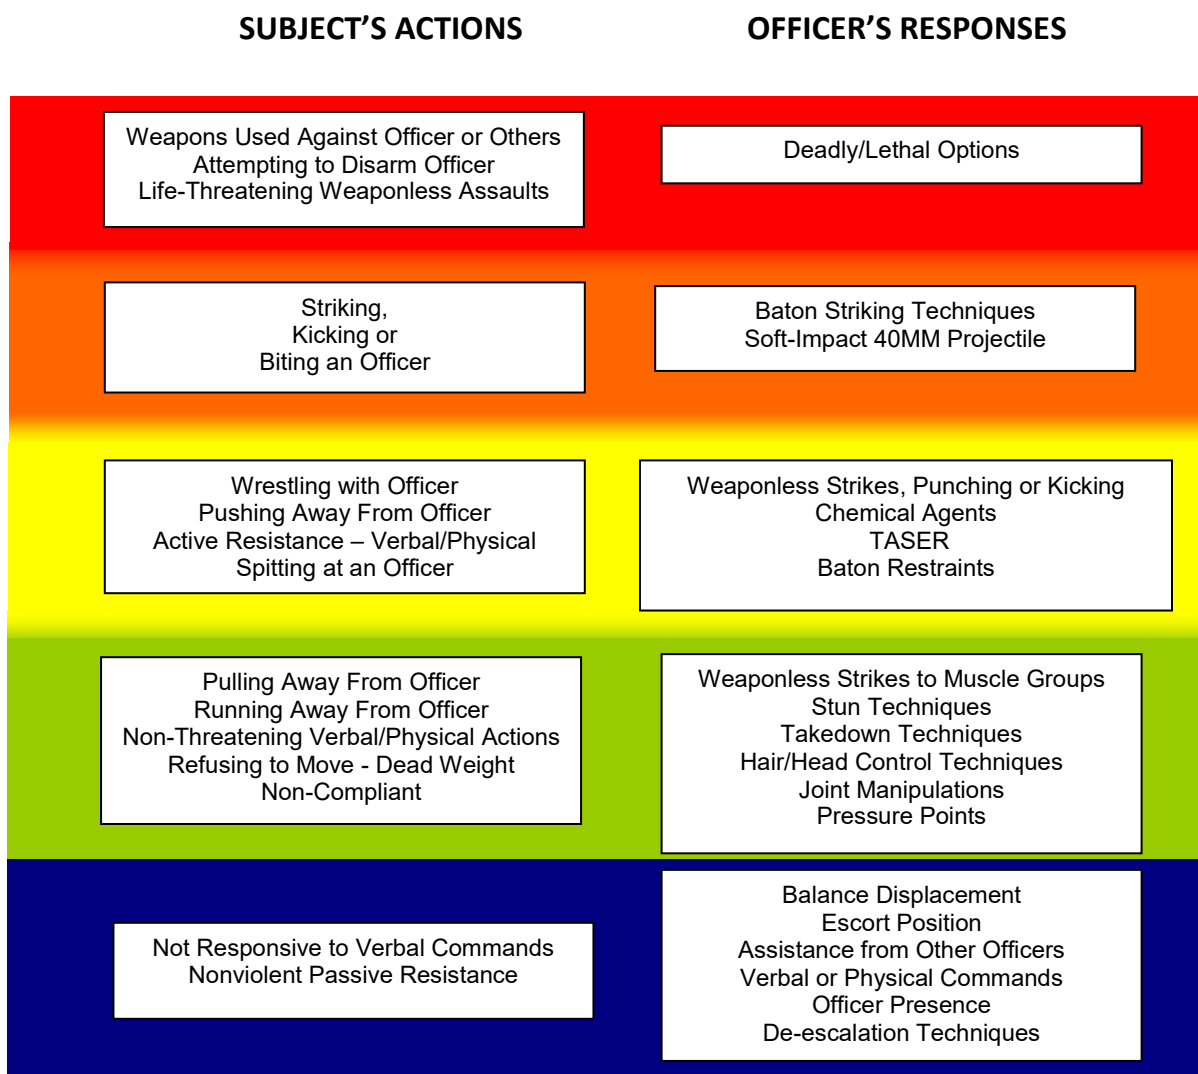 SUBJECT’S ACTIONS
OFFICER’S RESPONSES
Weapons Used Against Officer or Others
Attempting to Disarm Officer
Life-Threatening Weaponless Assaults
Deadly/Lethal Options
Striking,
Kicking or
Biting an Officer
Baton Striking Techniques
Soft-Impact 40MM Projectile
Wrestling with Officer
Pushing Away From Officer
Active Resistance – Verbal/Physical
Spitting at an Officer
Weaponless Strikes, Punching or Kicking
Chemical Agents
TASER
Baton Restraints
Pulling Away From Officer
Running Away From Officer
Non-Threatening Verbal/Physical Actions
Refusing to Move - Dead Weight
Non-Compliant
Weaponless Strikes to Muscle Groups
Stun Techniques
Takedown Techniques
Hair/Head Control Techniques
Joint Manipulations
Pressure Points
Not Responsive to Verbal Commands
Nonviolent Passive Resistance
Balance Displacement
Escort Position
Assistance from Other Officers
Verbal or Physical Commands
Officer Presence
De-escalation Techniques